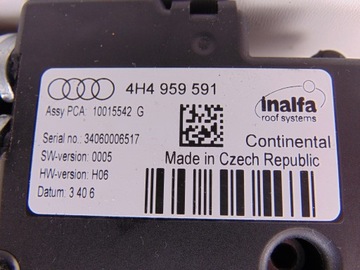 4H4 959 591
Assy PCA 10015542 G
inalfa
roof systems
Serial no.: 34060006517
Continental
SW-version: 0005
Made in Czech Republic
HW-version: H06
Datum: 3 40 6